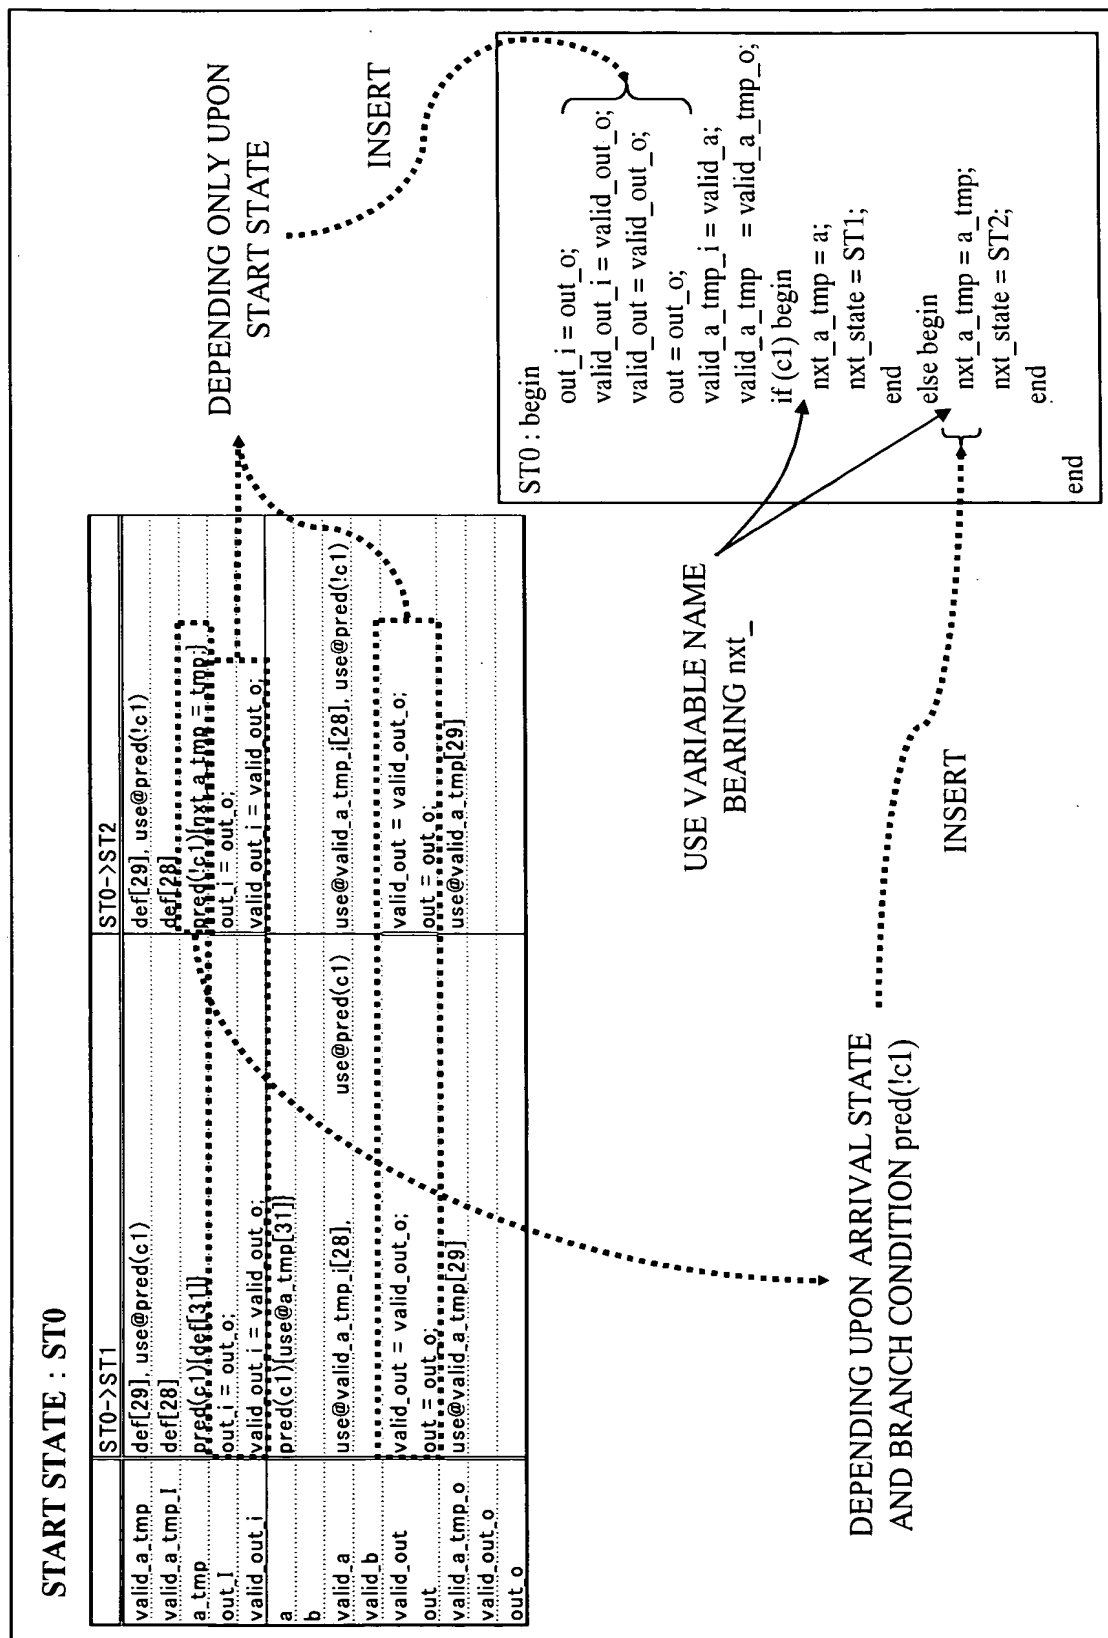 START STATE : ST0
ST0->ST1 ST0->ST2
valid_a_tmp def[29], use@pred(c1) def[29], use@pred(!c1)
valid_a_tmp_I def[28] def[28]
a_tmp pred(c1){def[31]} pred(!c1){nxt_a_tmp = tmp;}
out_I out_i = out_o; out_i = out_o;
valid_out_i valid_out_i = valid_out_o; valid_out_i = valid_out_o;
a pred(c1){use@a_tmp[31]}
b
valid_a use@valid_a_tmp_i[28], use@pred(c1) use@valid_a_tmp_i[28], use@pred(!c1)
valid_b
valid_out valid_out = valid_out_o; valid_out = valid_out_o;
out out = out_o; out = out_o;
valid_a_tmp_o use@valid_a_tmp[29] use@valid_a_tmp[29]
valid_out_o
out_o
DEPENDING ONLY UPON
START STATE
INSERT
DEPENDING UPON ARRIVAL STATE
AND BRANCH CONDITION pred(!c1)
INSERT
USE VARIABLE NAME
BEARING nxt_
ST0 : begin
out_i = out_o;
valid_out_i = valid_out_o;
valid_out = valid_out_o;
out = out_o;
valid_a_tmp_i = valid_a;
valid_a_tmp = valid_a_tmp_o;
if (c1) begin
nxt_a_tmp = a;
nxt_state = ST1;
end
else begin
nxt_a_tmp = a_tmp;
nxt_state = ST2;
end
end